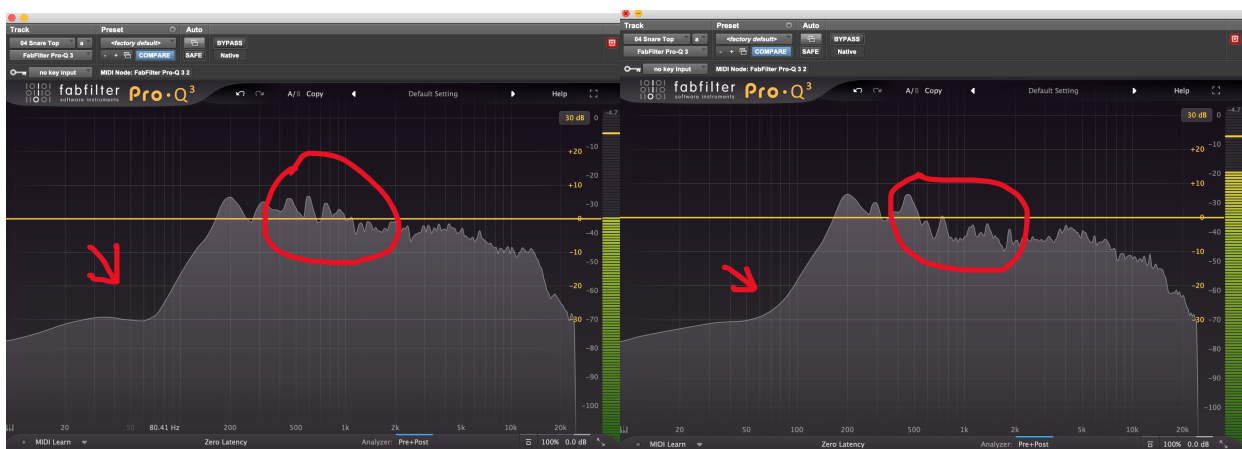 Track Preset Auto
04 Snare Top a <factory default> BYPASS
FabFilter Pro-Q 3 - + COMPARE SAFE Native
no key input MIDI Node: FabFilter Pro-Q 3 2
fabfilter Pro·Q3 A/B Copy Default Setting Help
software instruments
30 dB 0 -4.7
+20 -10
-20
+10
-30
0
-40
-10
-50
-20
-60
-30 -70
-80
-90
-100
20 50 80.41 Hz 200 500 1k 2k 5k 10k 20k
MIDI Learn Zero Latency Analyzer: Pre+Post 100% 0.0 dB
Track Preset Auto
04 Snare Top a <factory default> BYPASS
FabFilter Pro-Q 3 - + COMPARE SAFE Native
no key input MIDI Node: FabFilter Pro-Q 3 2
fabfilter Pro·Q3 A/B Copy Default Setting Help
software instruments
30 dB 0 -4.7
+20 -10
-20
+10
-30
0
-40
-10
-50
-20
-60
-30 -70
-80
-90
-100
20 50 100 200 500 1k 2k 5k 10k 20k
MIDI Learn Zero Latency Analyzer: Pre+Post 100% 0.0 dB